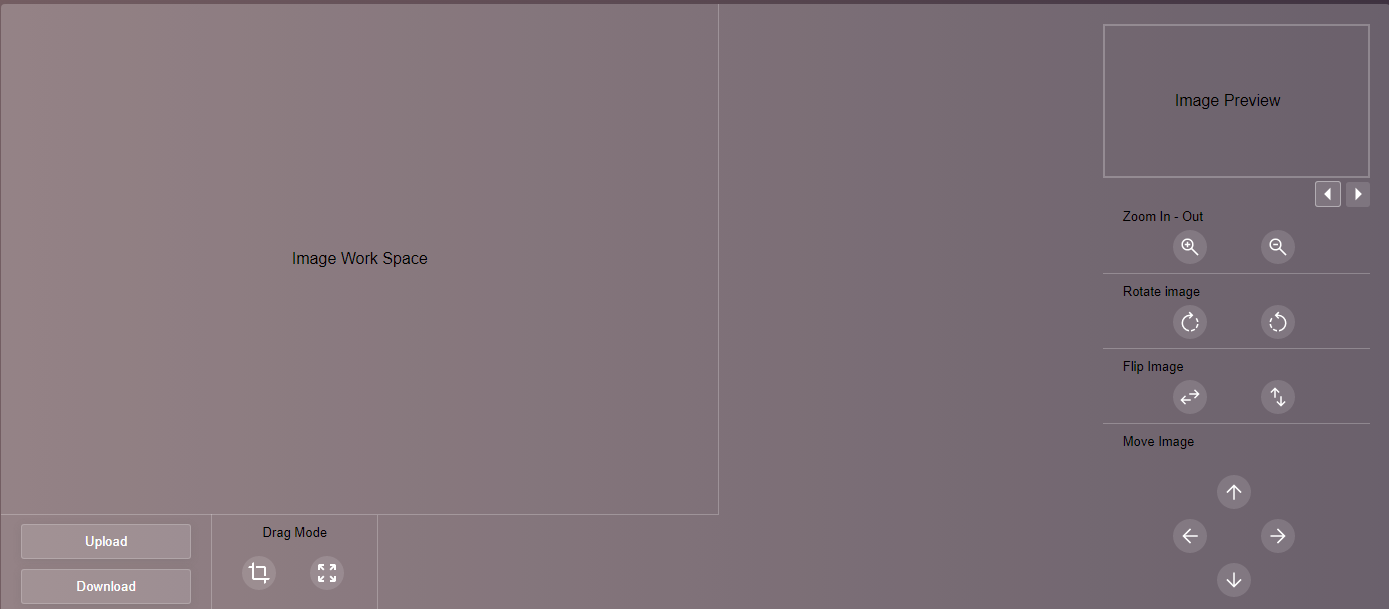 Image Preview
Zoom In - Out
Image Work Space
Rotate image
Flip Image
Move Image
Upload
Drag Mode
Download